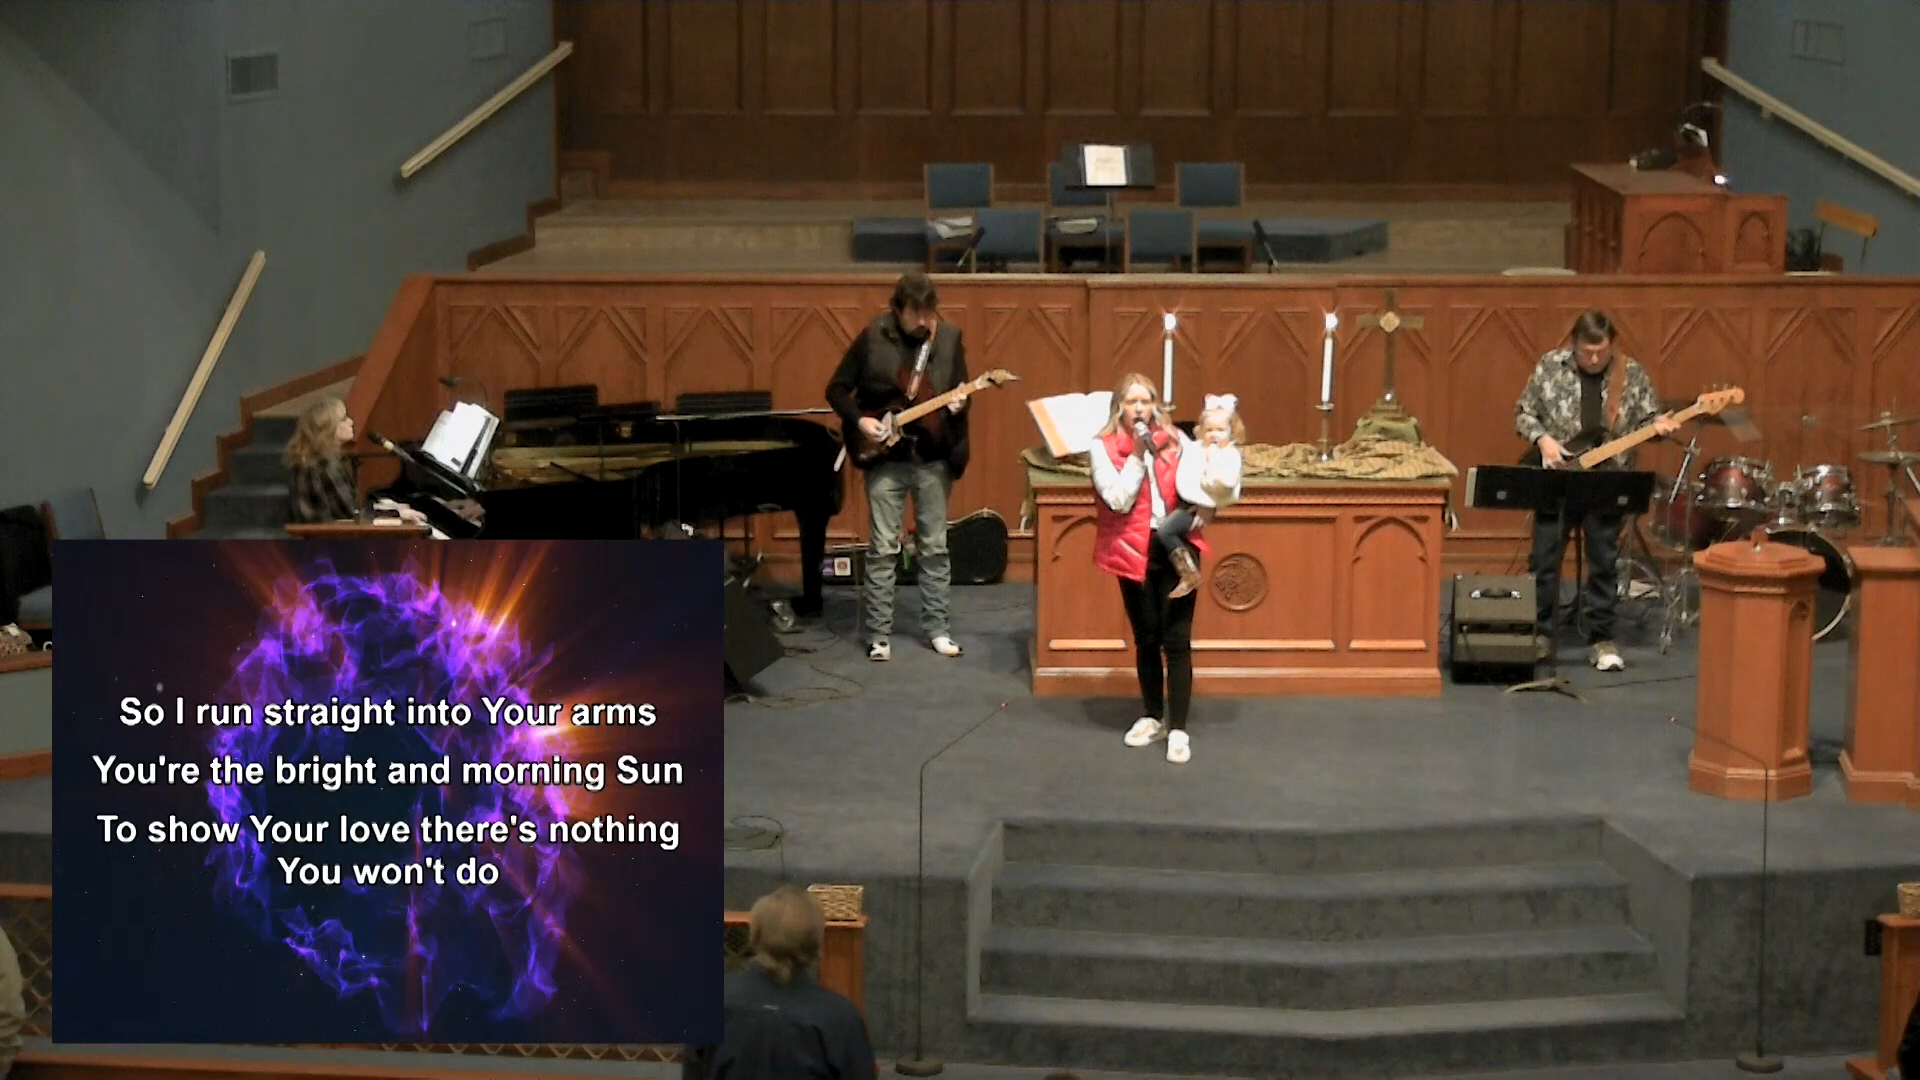 So I run straight into Your arms
You're the bright and morning Sun
To show Your love there's nothing
You won't do